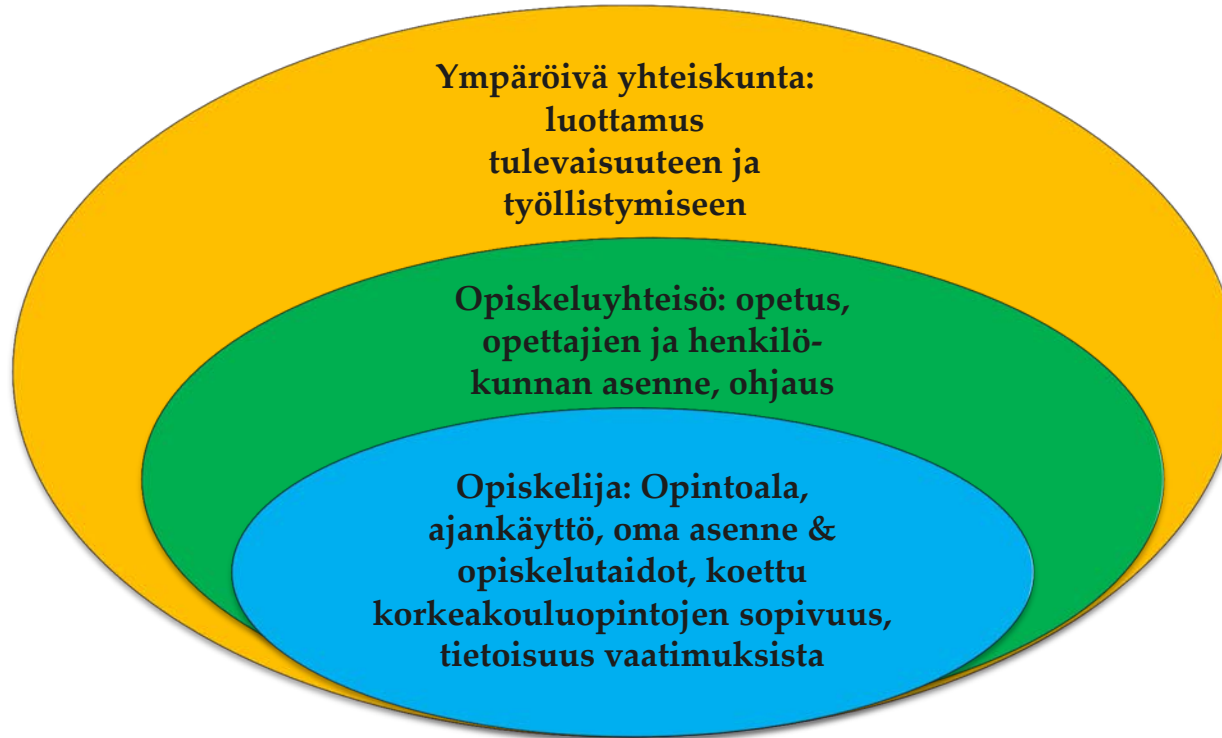 Ympäröivä yhteiskunta:
luottamus
tulevaisuuteen ja
työllistymiseen
Opiskeluyhteisö: opetus,
opettajien ja henkilö-
kunnan asenne, ohjaus
Opiskelija: Opintoala,
ajankäyttö, oma asenne &
opiskelutaidot, koettu
korkeakouluopintojen sopivuus,
tietoisuus vaatimuksista